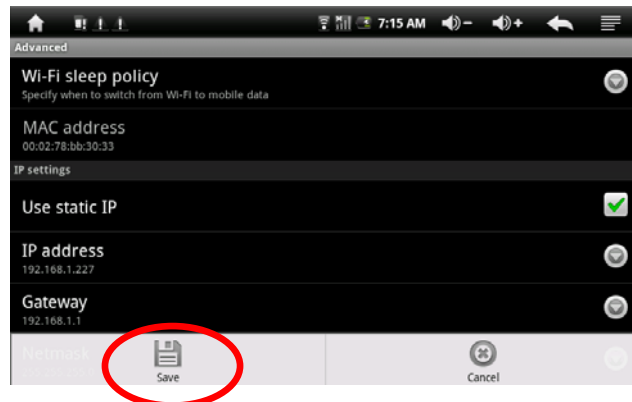 7:15 AM
Advanced
Wi-Fi sleep policy
Specify when to switch from Wi-Fi to mobile data
MAC address
00:02:78:bb:30:33
IP settings
Use static IP
IP address
192.168.1.227
Gateway
192.168.1.1
Netmask
Save
Cancel